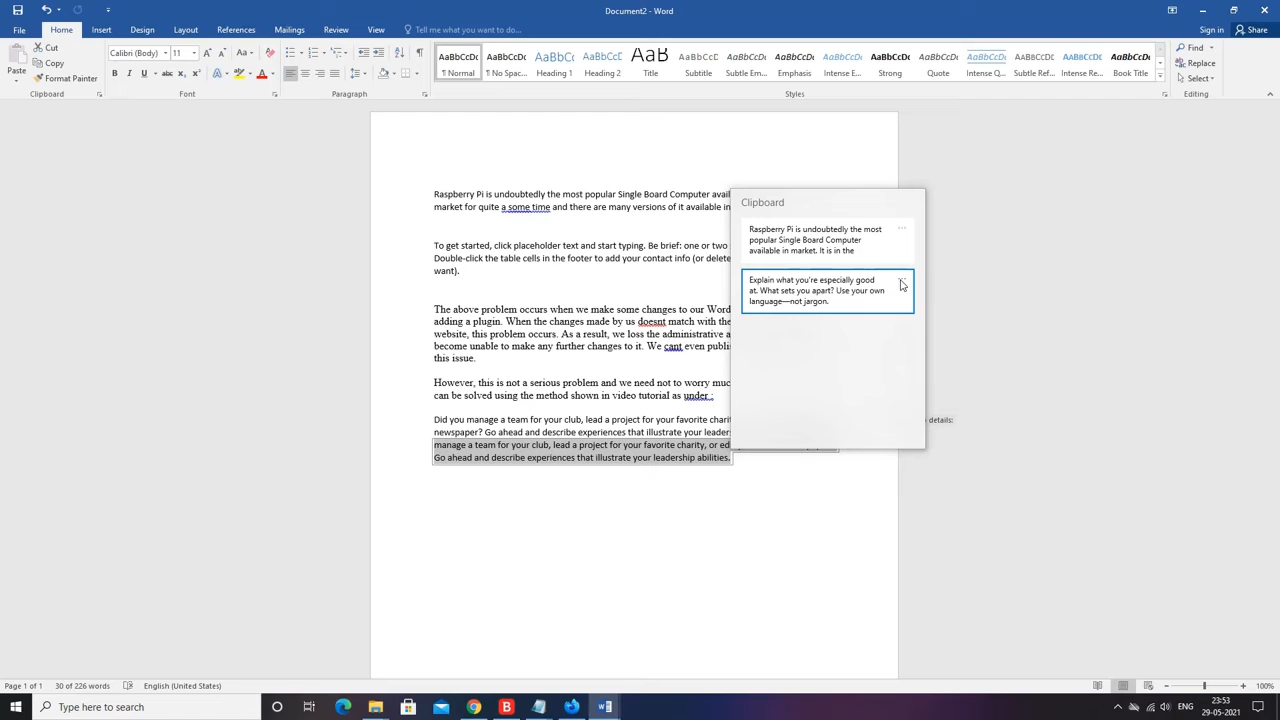 Document2 - Word
File Home Insert Design Layout References Mailings Review View Tell me what you want to do... Sign in Share
Paste Cut
Copy
Format Painter
Calibri (Body) 11
AaBbCcDc AaBbCcDc AaBbCc AaBbCcD AaB AaBbCcD AaBbCcDc AaBbCcDc AaBbCcDc AaBbCcDc AaBbCcDc AaBbCcDc AaBbCcDc AaBbCcDc AaBbCcDc
¶ Normal ¶ No Spac... Heading 1 Heading 2 Title Subtitle Subtle Em... Emphasis Intense E... Strong Quote Intense Q... Subtle Ref... Intense Re... Book Title
Find
Replace
Select
Clipboard Font Paragraph Styles Editing
Raspberry Pi is undoubtedly the most popular Single Board Computer avail
market for quite a some time and there are many versions of it available in
To get started, click placeholder text and start typing. Be brief: one or two
Double-click the table cells in the footer to add your contact info (or delete
want).
The above problem occurs when we make some changes to our Word
adding a plugin. When the changes made by us doesnt match with the
website, this problem occurs. As a result, we loss the administrative a
become unable to make any further changes to it. We cant even publi
this issue.
However, this is not a serious problem and we need not to worry muc
can be solved using the method shown in video tutorial as under :
Did you manage a team for your club, lead a project for your favorite charit
newspaper? Go ahead and describe experiences that illustrate your leaders
manage a team for your club, lead a project for your favorite charity, or ed
Go ahead and describe experiences that illustrate your leadership abilities.
Clipboard
Raspberry Pi is undoubtedly the most
popular Single Board Computer
available in market. It is in the
Explain what you're especially good
at. What sets you apart? Use your own
language—not jargon.
details:
Page 1 of 1 30 of 226 words English (United States) 100%
Type here to search
23:53
29-05-2021